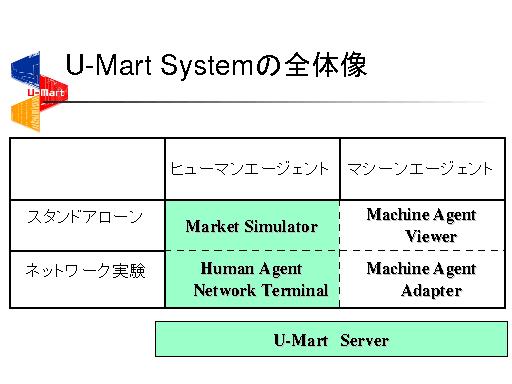 U-Mart Systemの全体像
U-Mart
ヒューマンエージェント マシーンエージェント
スタンドアローン Market Simulator Machine Agent
Viewer
ネットワーク実験 Human Agent Machine Agent
Network Terminal Adapter
U-Mart Server